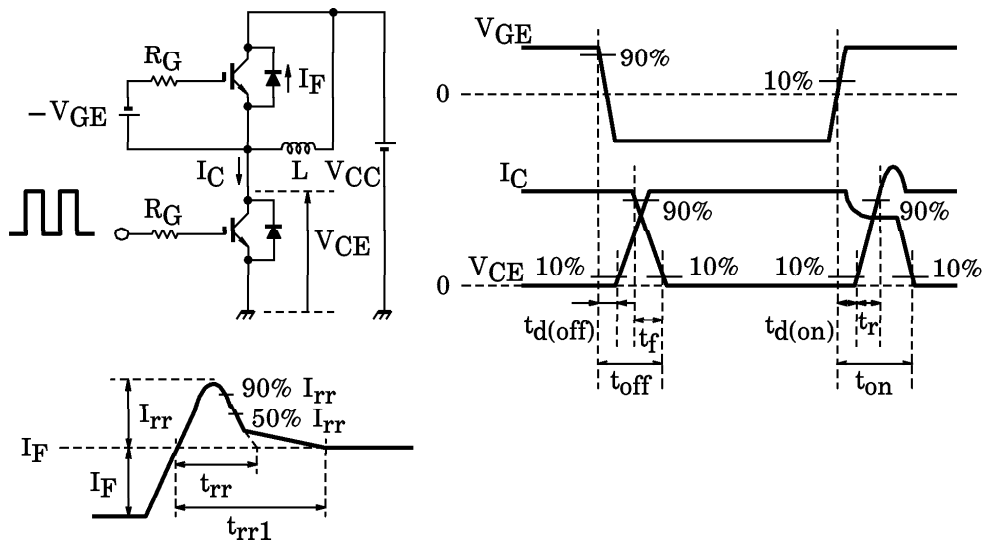 R_G
I_F
−V_GE
I_C
L
V_CC
R_G
V_CE
V_GE
90%
10%
0
I_C
90%
90%
V_CE
10%
10%
10%
10%
0
t_d(off)
t_f
t_d(on)
t_r
t_off
t_on
I_rr
90% I_rr
50% I_rr
I_F
I_F
t_rr
t_rr1